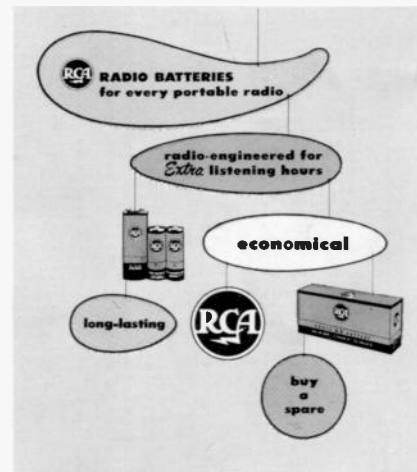 RCA RADIO BATTERIES
for every portable radio
radio-engineered for
Extra listening hours
economical
long-lasting
RCA
buy
a
spare